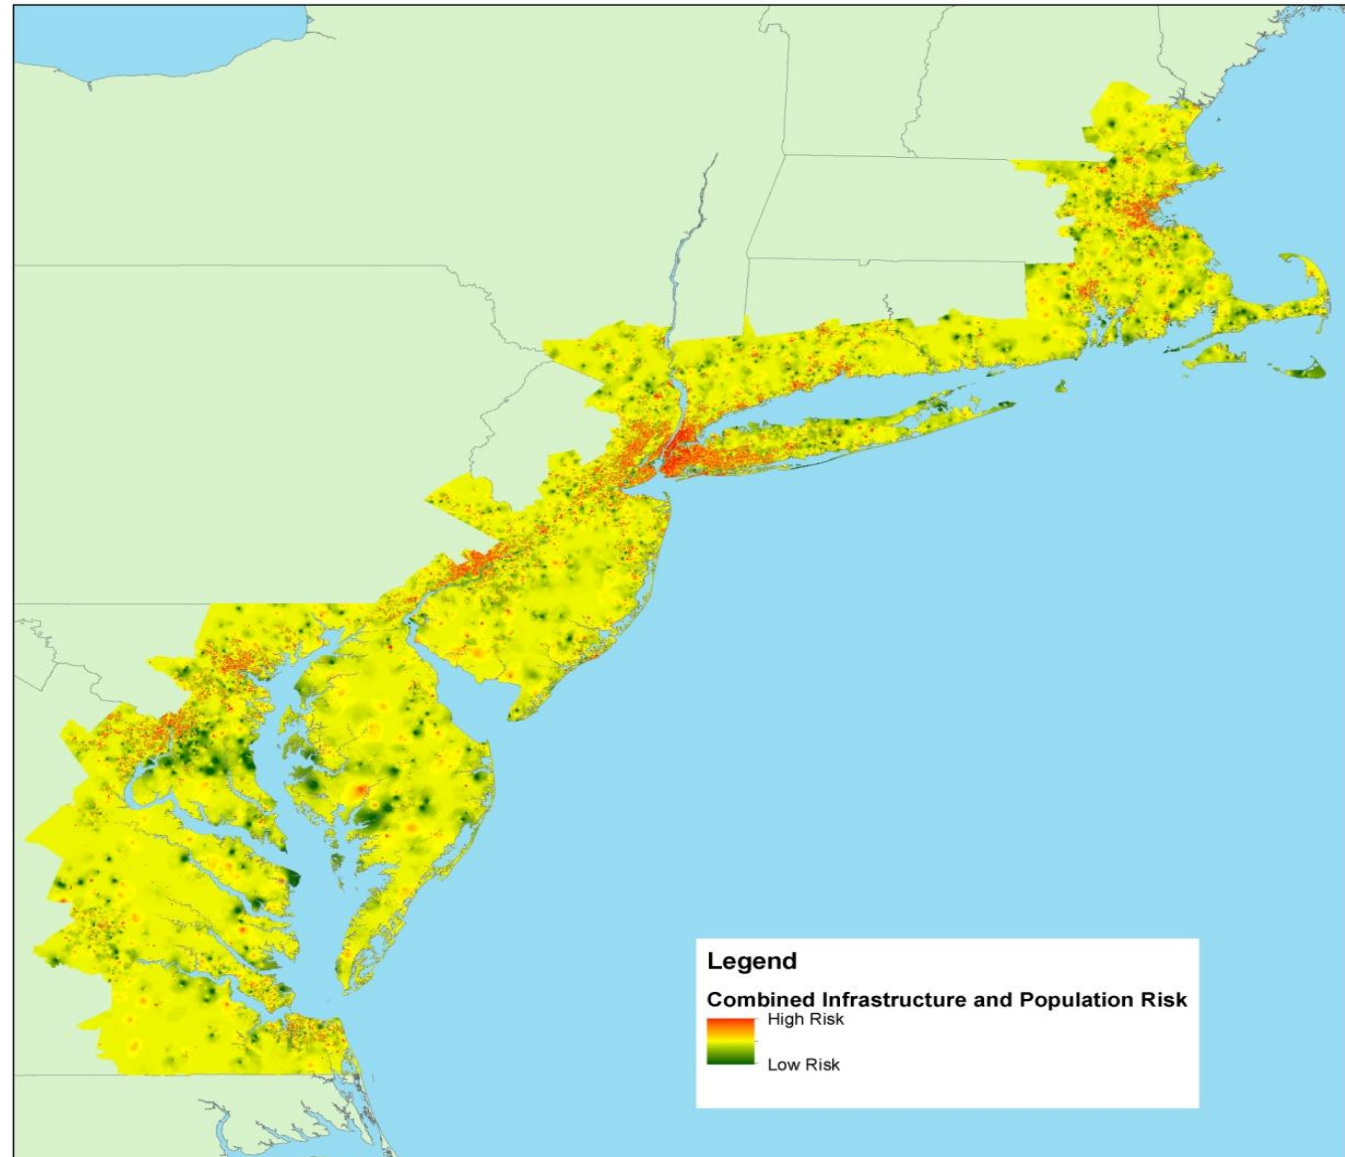 Legend
Combined Infrastructure and Population Risk
High Risk
Low Risk